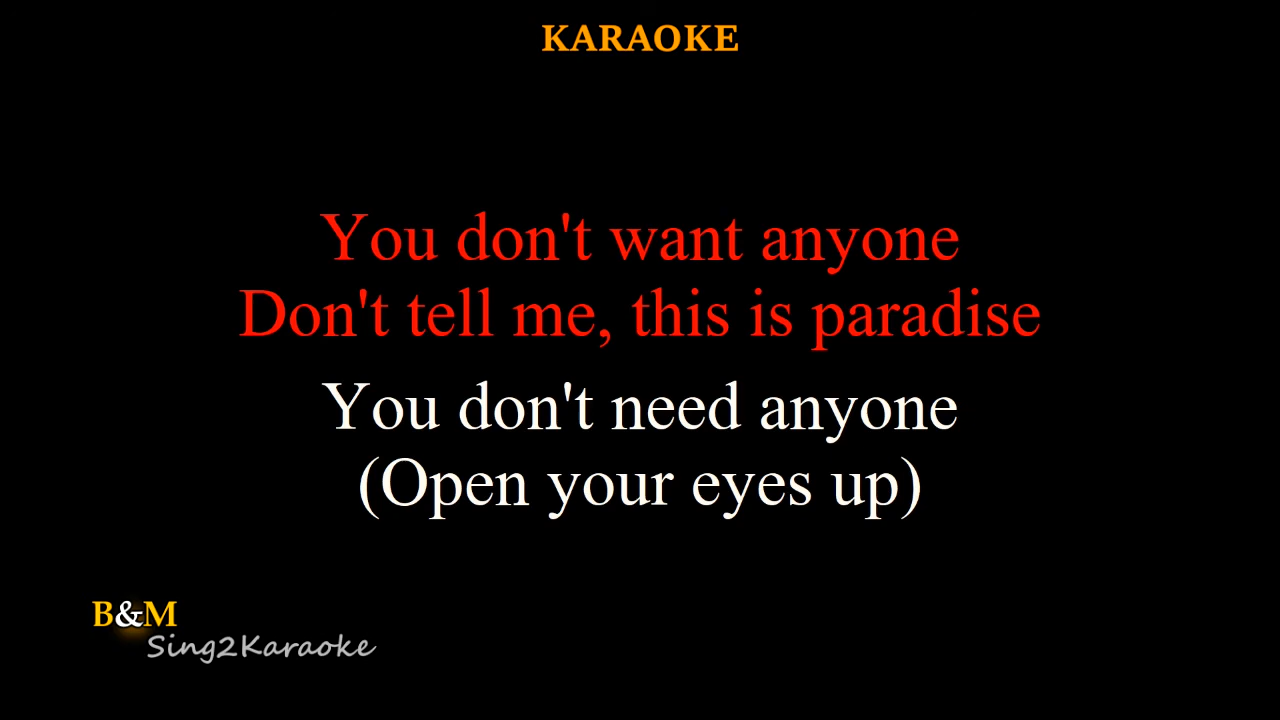 KARAOKE
You don't want anyone
Don't tell me, this is paradise
You don't need anyone
(Open your eyes up)
B&M
Sing2Karaoke